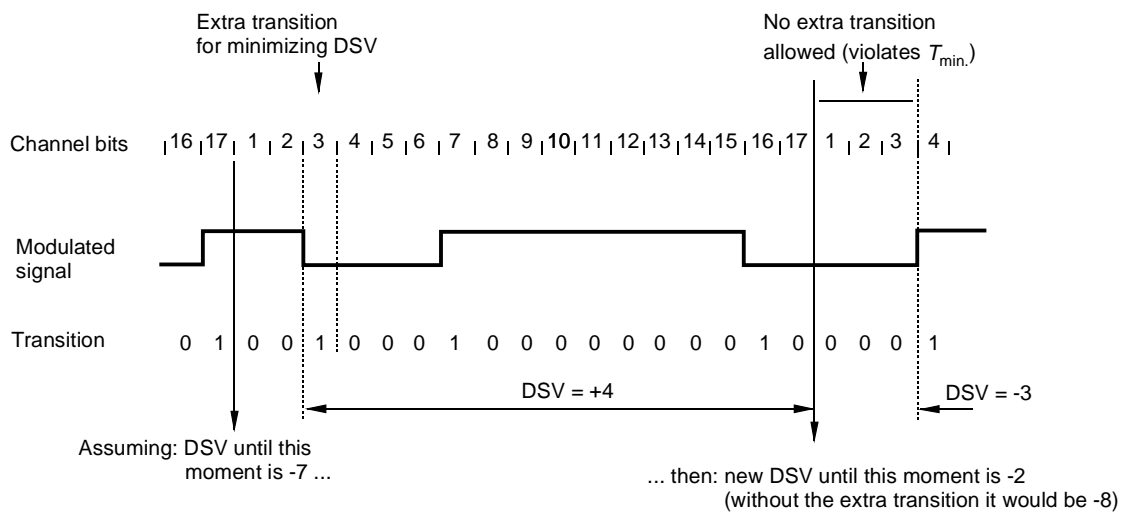 Extra transition
for minimizing DSV
No extra transition
allowed (violates Tmin.)
Channel bits 16 17 1 2 3 4 5 6 7 8 9 10 11 12 13 14 15 16 17 1 2 3 4
Modulated
signal
Transition 0 1 0 0 1 0 0 0 1 0 0 0 0 0 0 0 0 1 0 0 0 0 1
DSV = +4
DSV = -3
Assuming: DSV until this
moment is -7 ...
... then: new DSV until this moment is -2
(without the extra transition it would be -8)